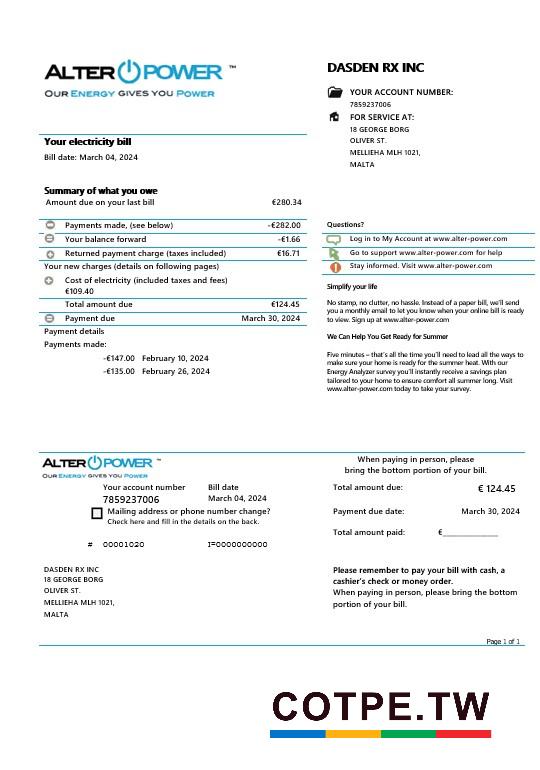 ALTER POWER ™
OUR ENERGY GIVES YOU POWER
DASDEN RX INC
YOUR ACCOUNT NUMBER:
7859237006
FOR SERVICE AT:
18 GEORGE BORG
OLIVER ST.
MELLIEHA MLH 1021,
MALTA
Your electricity bill
Bill date: March 04, 2024
Summary of what you owe
Amount due on your last bill €280.34
Payments made, (see below) -€282.00
Your balance forward -€1.66
Returned payment charge (taxes included) €16.71
Your new charges (details on following pages)
Cost of electricity (included taxes and fees)
€109.40
Total amount due €124.45
Payment due March 30, 2024
Payment details
Payments made:
-€147.00 February 10, 2024
-€135.00 February 26, 2024
Questions?
Log in to My Account at www.alter-power.com
Go to support www.alter-power.com for help
Stay informed. Visit www.alter-power.com
Simplify your life
No stamp, no clutter, no hassle. Instead of a paper bill, we'll send
you a monthly email to let you know when your online bill is ready
to view. Sign up at www.alter-power.com
We Can Help You Get Ready for Summer
Five minutes – that's all the time you'll need to lead all the ways to
make sure your home is ready for the summer heat. With our
Energy Analyzer survey you'll instantly receive a savings plan
tailored to your home to ensure comfort all summer long. Visit
www.alter-power.com today to take your survey.
ALTER POWER ™
OUR ENERGY GIVES YOU POWER
Your account number Bill date
7859237006 March 04, 2024
Mailing address or phone number change?
Check here and fill in the details on the back.
# 00001020 I=0000000000
DASDEN RX INC
18 GEORGE BORG
OLIVER ST.
MELLIEHA MLH 1021,
MALTA
When paying in person, please
bring the bottom portion of your bill.
Total amount due: € 124.45
Payment due date: March 30, 2024
Total amount paid: €____________
Please remember to pay your bill with cash, a
cashier's check or money order.
When paying in person, please bring the bottom
portion of your bill.
Page 1 of 1
COTPE.TW